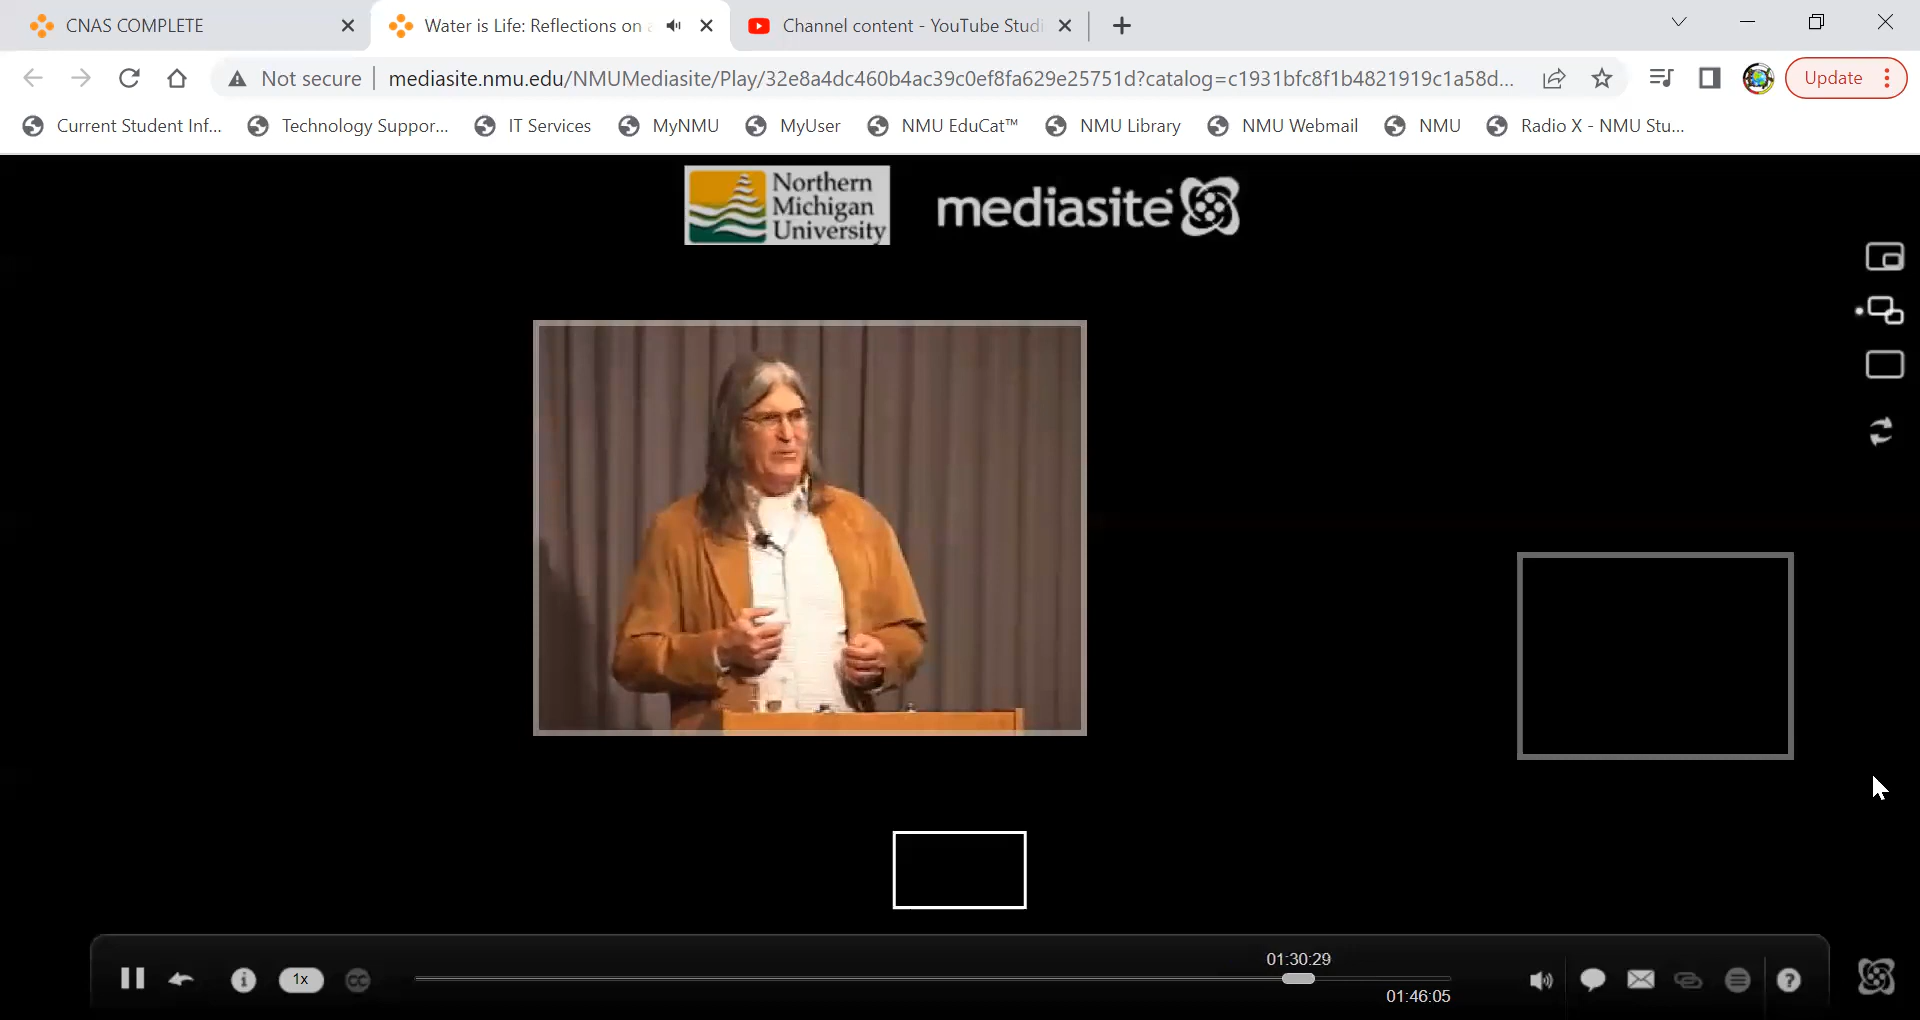 CNAS COMPLETE
Water is Life: Reflections on a
Channel content - YouTube Studi
Not secure
mediasite.nmu.edu/NMUMediasite/Play/32e8a4dc460b4ac39c0ef8fa629e25751d?catalog=c1931bfc8f1b4821919c1a58d...
Update
Current Student Inf...
Technology Suppor...
IT Services
MyNMU
MyUser
NMU EduCat™
NMU Library
NMU Webmail
NMU
Radio X - NMU Stu...
Northern
Michigan
University
mediasite
1x
CC
01:30:29
01:46:05